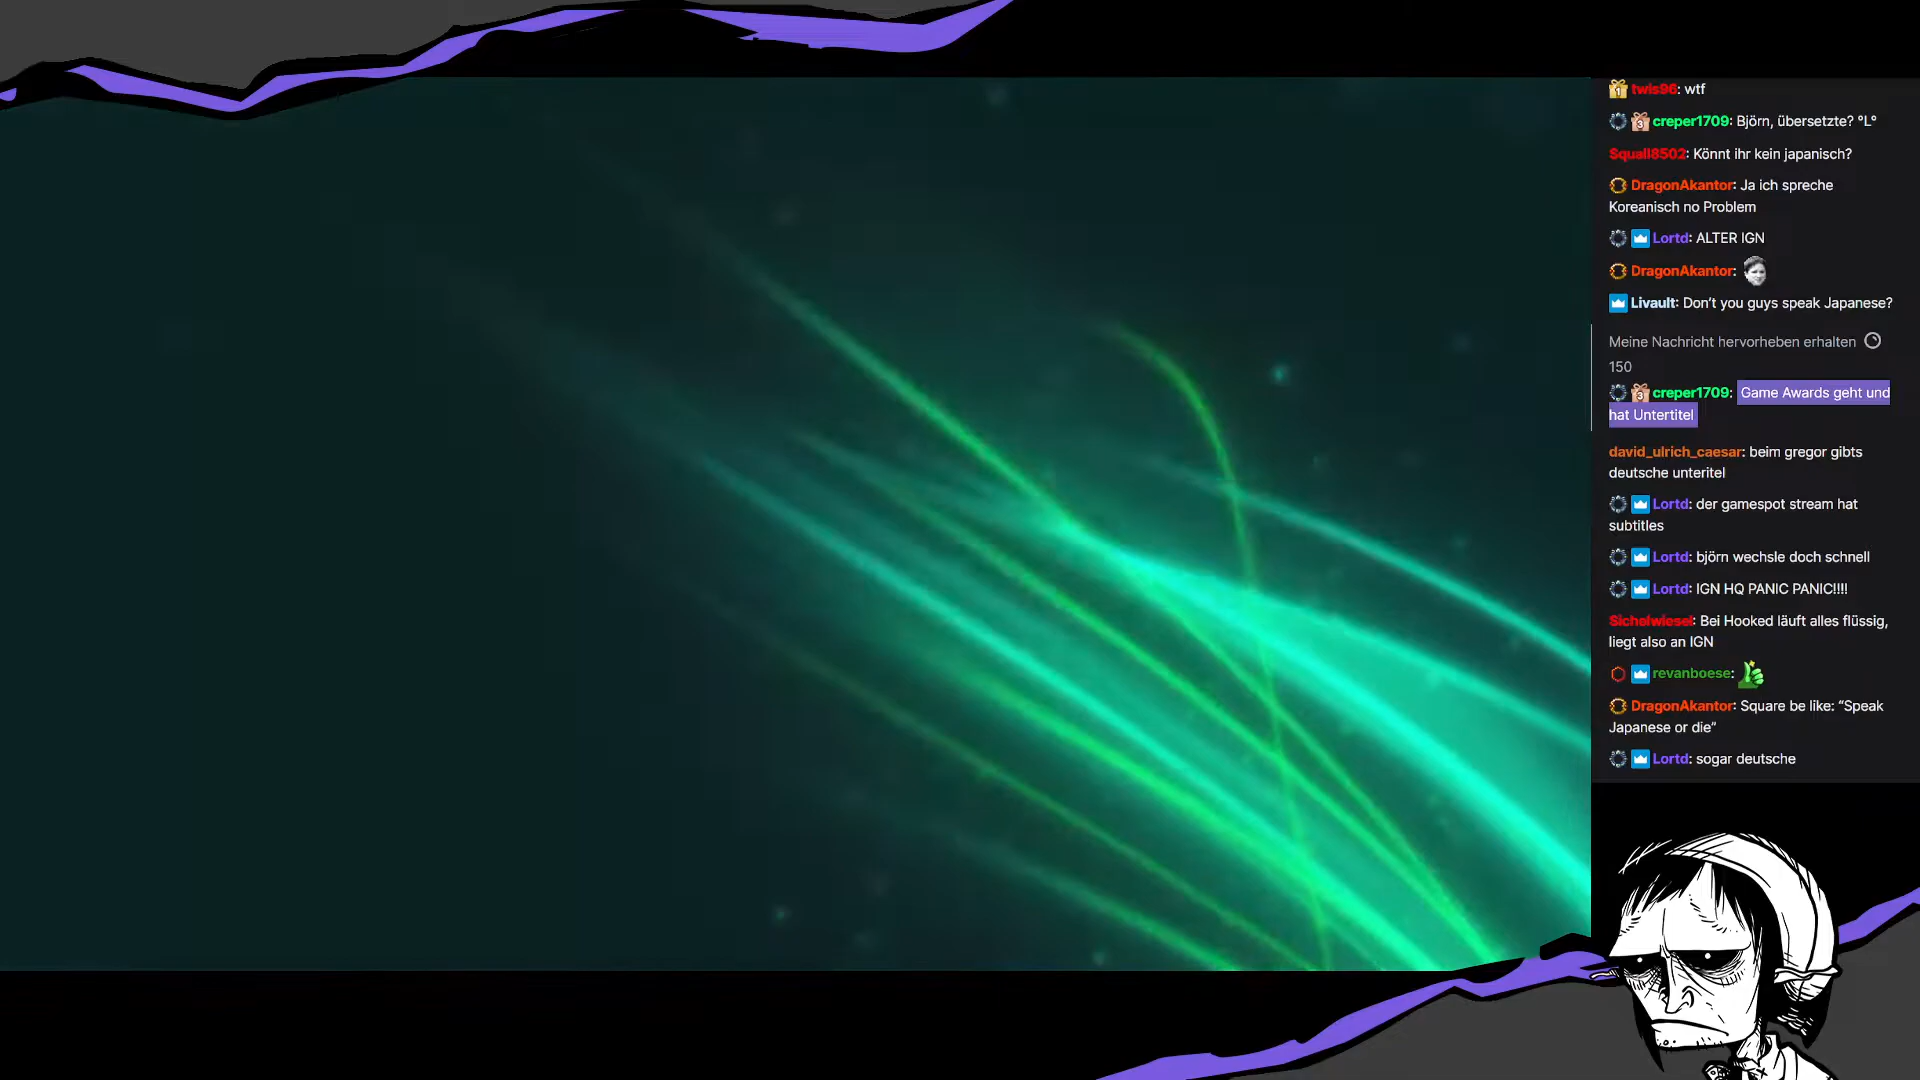 twis96: wtf
creper1709: Björn, übersetzte? °L°
Squall8502: Könnt ihr kein japanisch?
DragonAkantor: Ja ich spreche
Koreanisch no Problem
Lortd: ALTER IGN
DragonAkantor:
Livault: Don't you guys speak Japanese?
Meine Nachricht hervorheben erhalten
150
creper1709: Game Awards geht und
hat Untertitel
david_ulrich_caesar: beim gregor gibts
deutsche unteritel
Lortd: der gamespot stream hat
subtitles
Lortd: björn wechsle doch schnell
Lortd: IGN HQ PANIC PANIC!!!!
Sichelwiesel: Bei Hooked läuft alles flüssig,
liegt also an IGN
revanboese:
DragonAkantor: Square be like: “Speak
Japanese or die”
Lortd: sogar deutsche